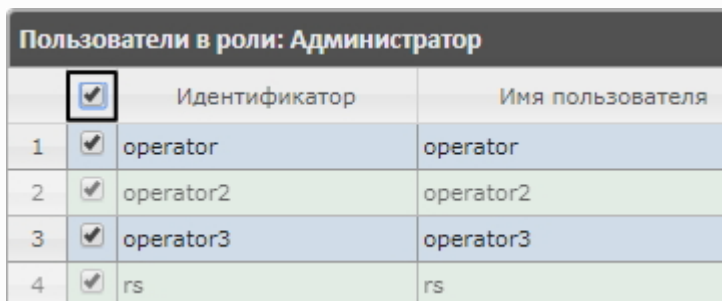 Пользователи в роли: Администратор
Идентификатор Имя пользователя
1 operator operator
2 operator2 operator2
3 operator3 operator3
4 rs rs